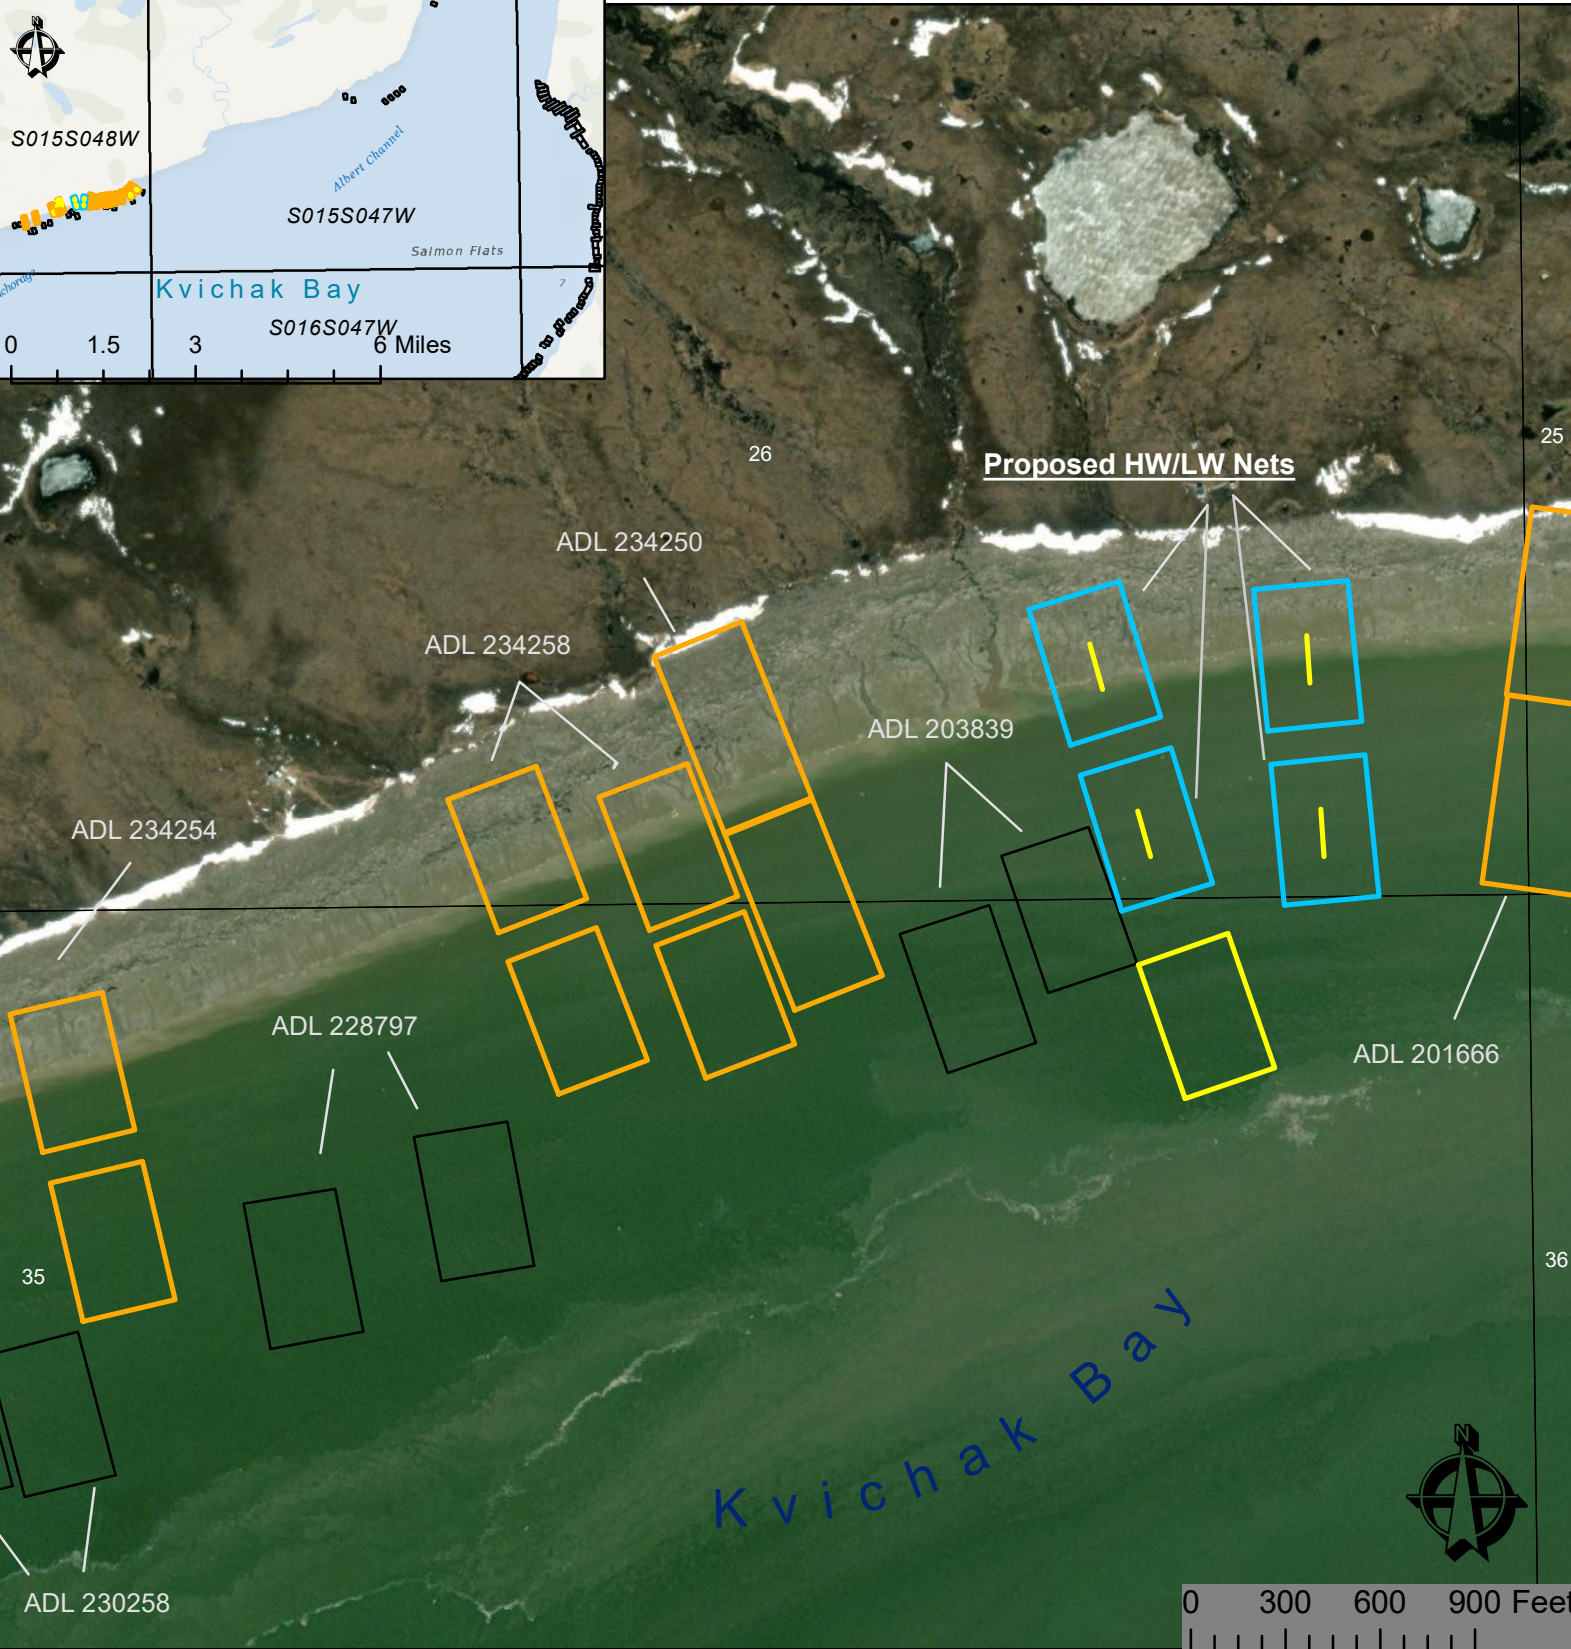 N
S015S048W
Albert Channel
S015S047W
Salmon Flats
chorage
Kvichak Bay
7
S016S047W
0 1.5 3 6 Miles
26
25
Proposed HW/LW Nets
ADL 234250
ADL 234258
ADL 203839
ADL 234254
ADL 228797
ADL 201666
35
36
Kvichak Bay
N
ADL 230258
0 300 600 900 Feet